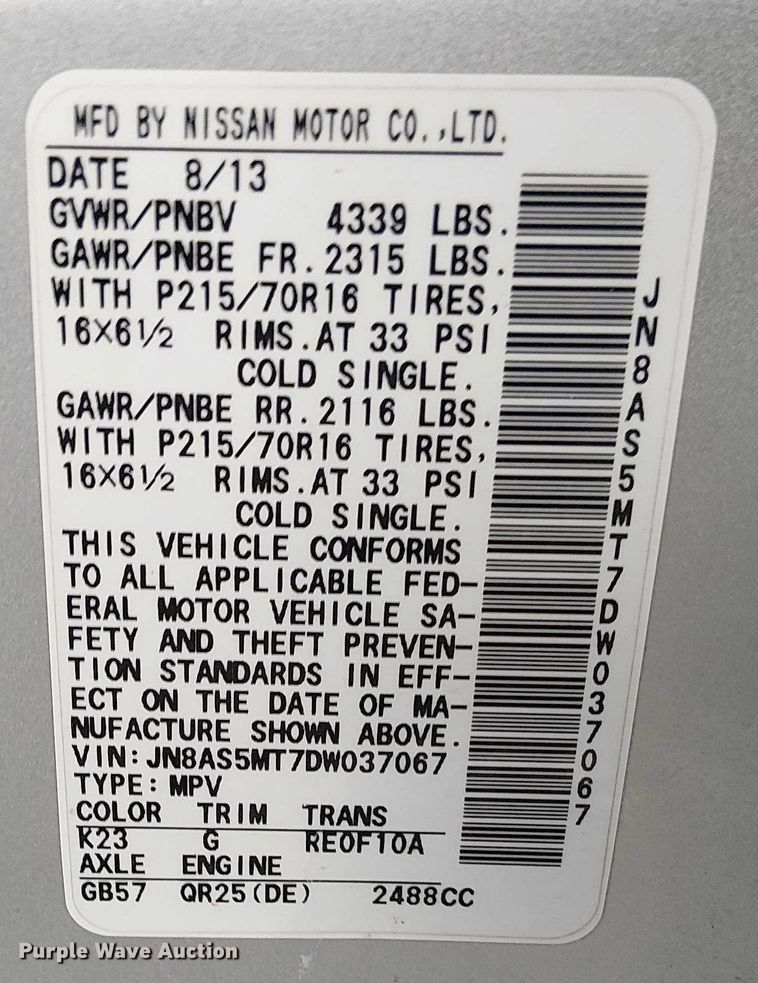 MFD BY NISSAN MOTOR CO.,LTD.
DATE 8/13
GVWR/PNBV 4339 LBS.
GAWR/PNBE FR.2315 LBS.
WITH P215/70R16 TIRES,
16X6½ RIMS.AT 33 PSI
COLD SINGLE.
GAWR/PNBE RR.2116 LBS.
WITH P215/70R16 TIRES,
16X6½ RIMS.AT 33 PSI
COLD SINGLE.
THIS VEHICLE CONFORMS
TO ALL APPLICABLE FED-
ERAL MOTOR VEHICLE SA-
FETY AND THEFT PREVEN-
TION STANDARDS IN EFF-
ECT ON THE DATE OF MA-
NUFACTURE SHOWN ABOVE.
VIN:JN8AS5MT7DW037067
TYPE:MPV
COLOR TRIM TRANS
K23 G RE0F10A
AXLE ENGINE
GB57 QR25(DE) 2488CC
JN8AS5MT7DW037067
Purple Wave Auction